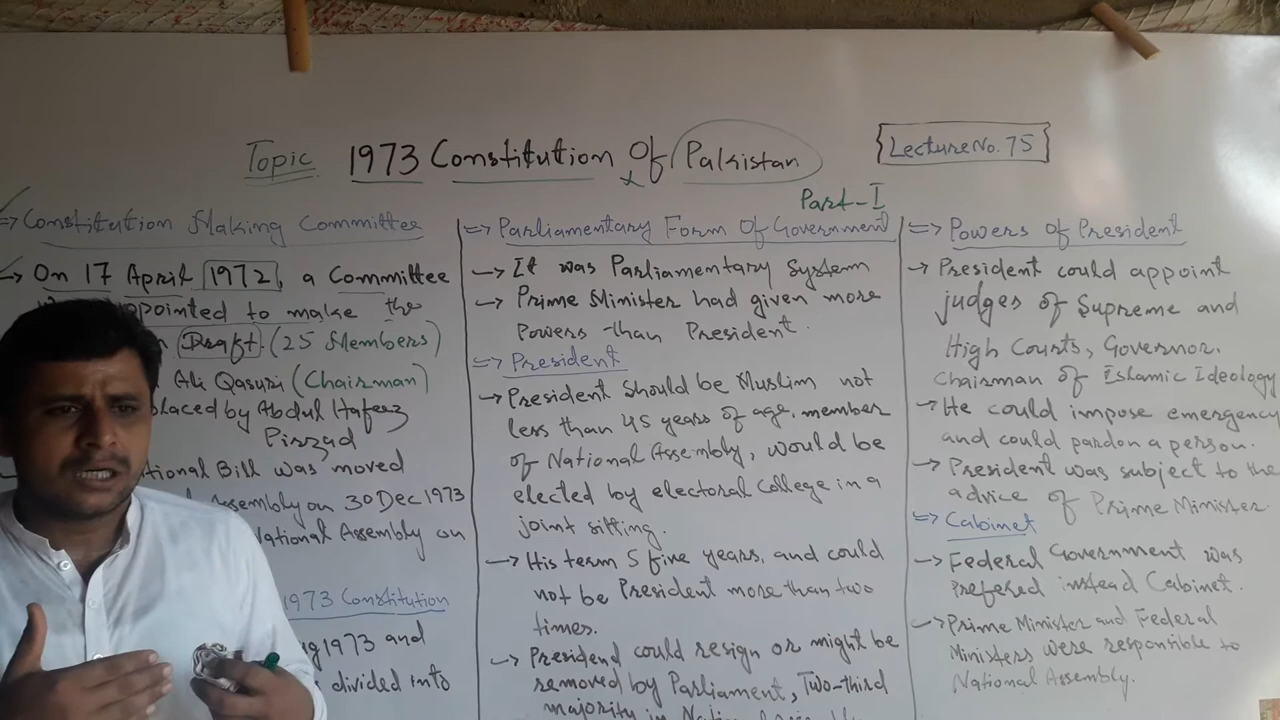 Topic 1973 Constitution Of Pakistan
Lecture No. 75
Part-I
=> Constitution Making Committee
-> On 17 April 1972, a Committee
ppointed to make the
Draft. (25 Members)
Ali Qasuri (Chairman)
placed by Abdul Hafeez
Pirzad
tional Bill was moved
ssembly on 30 Dec 1973
National Assembly on
1973 Constitution
g 1973 and
divided into
=> Parliamentary Form Of Government
-> It was Parliamentary System
-> Prime Minister had given more
Powers than President.
=> President
-> President should be Muslim not
less than 45 years of age, member
of National Assembly, would be
elected by electoral College in a
joint sitting.
-> His term 5 five years, and could
not be President more than two
times.
-> Presidend could resign or might be
removed by Parliament, Two-third
majority in
=> Powers of President
-> President could appoint
judges of Supreme and
High Courts, Governor.
Chairman of Islamic Ideology
-> He could impose emergency
and could pardon a person.
-> President was subject to the
advice of Prime Minister.
=> Cabinet
-> Federal Government was
Prefered instead Cabinet.
-> Prime Minister and Federal
Ministers were responsible to
National Assembly.